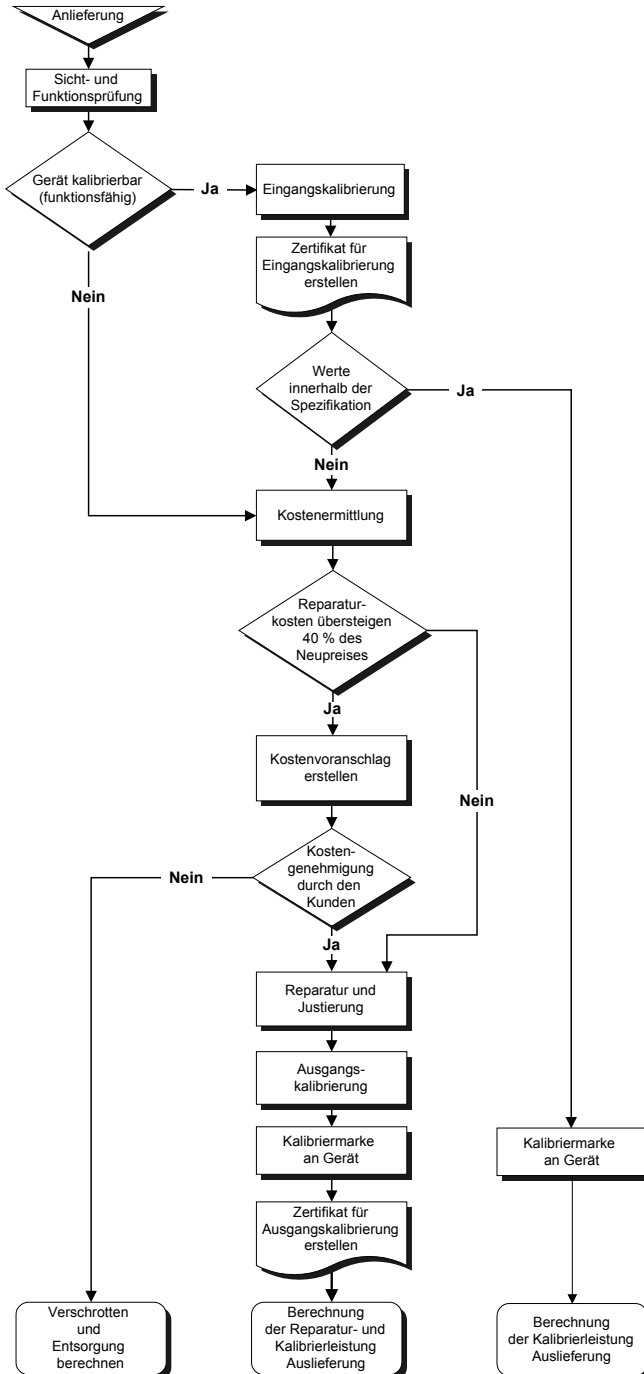 Anlieferung
Sicht- und
Funktionsprüfung
Gerät kalibrierbar
(funktionsfähig)
Ja
Eingangskalibrierung
Zertifikat für
Eingangskalibrierung
erstellen
Nein
Werte
innerhalb der
Spezifikation
Ja
Nein
Kostenermittlung
Reparatur-
kosten übersteigen
40 % des
Neupreises
Ja
Kostenvoranschlag
erstellen
Nein
Kosten-
genehmigung
durch den
Kunden
Nein
Ja
Reparatur und
Justierung
Ausgangs-
kalibrierung
Kalibriermarke
an Gerät
Kalibriermarke
an Gerät
Zertifikat für
Ausgangskalibrierung
erstellen
Verschrotten
und
Entsorgung
berechnen
Berechnung
der Reparatur- und
Kalibrierleistung
Auslieferung
Berechnung
der Kalibrierleistung
Auslieferung